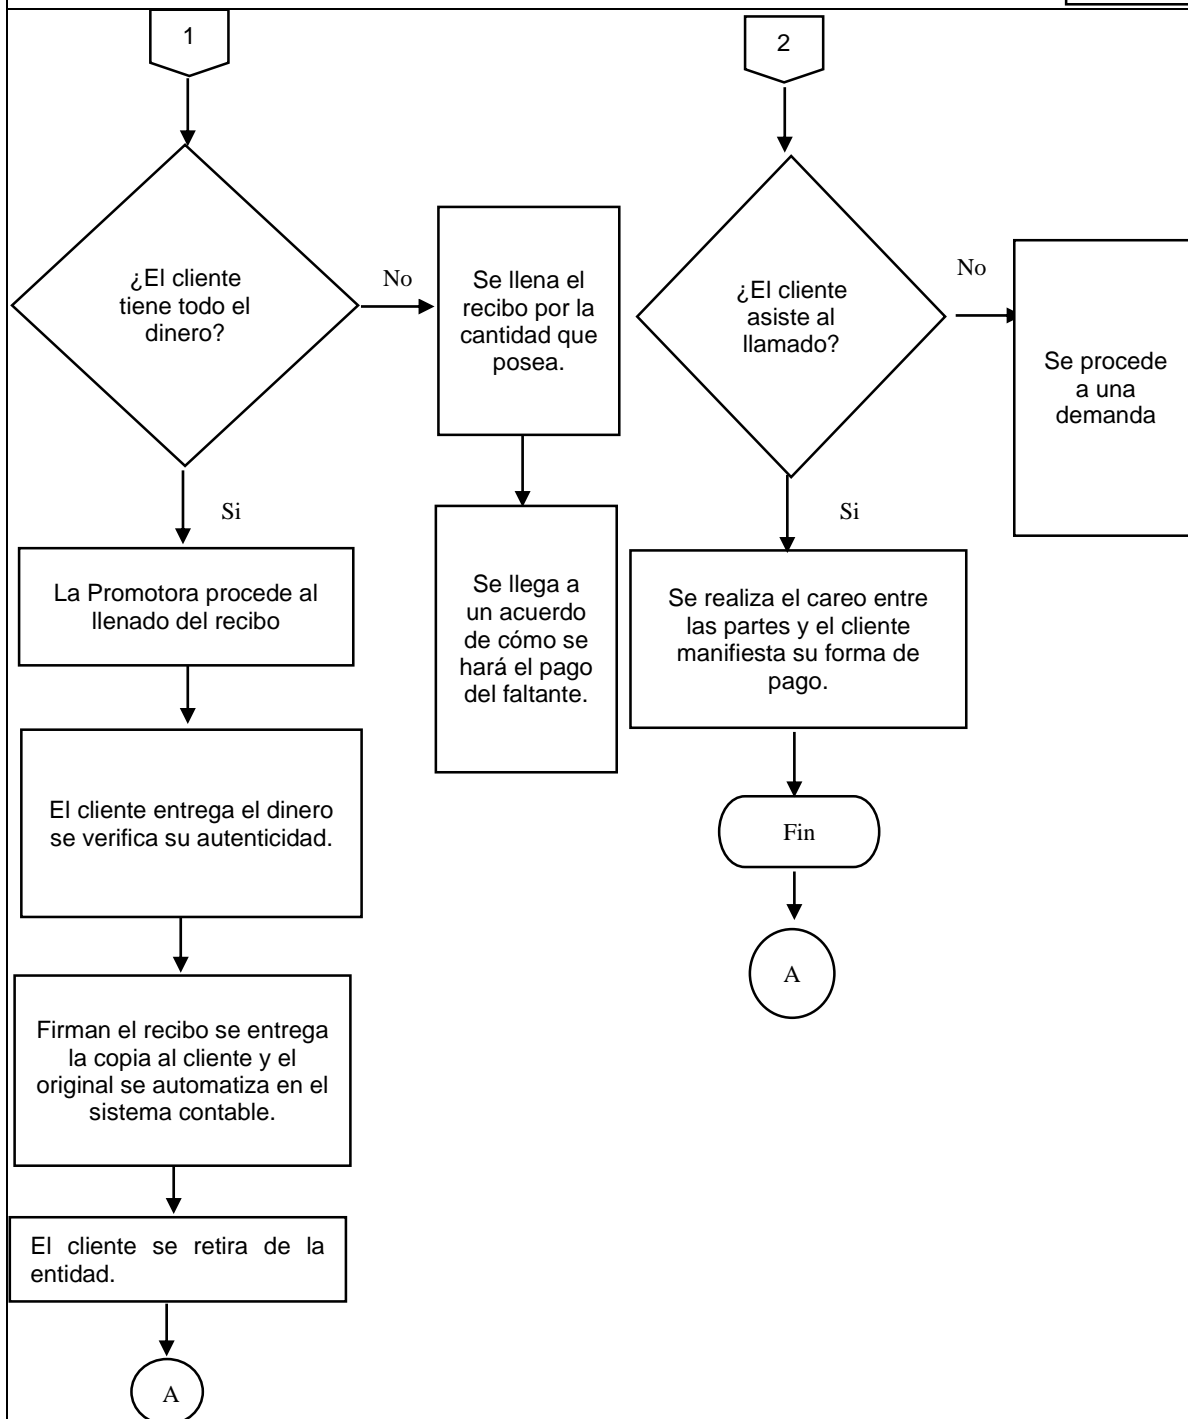 1
¿El cliente
tiene todo el
dinero?
No
Se llena el
recibo por la
cantidad que
posea.
Si
Se llega a
un acuerdo
de cómo se
hará el pago
del faltante.
La Promotora procede al
llenado del recibo
El cliente entrega el dinero
se verifica su autenticidad.
Firman el recibo se entrega
la copia al cliente y el
original se automatiza en el
sistema contable.
El cliente se retira de la
entidad.
A
2
¿El cliente
asiste al
llamado?
No
Se procede
a una
demanda
Si
Se realiza el careo entre
las partes y el cliente
manifiesta su forma de
pago.
Fin
A